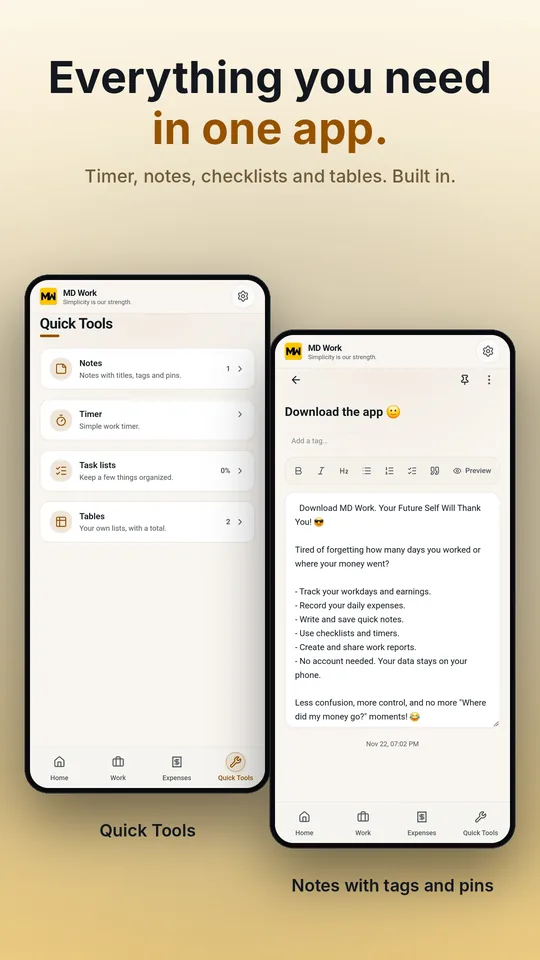 Everything you need
in one app.
Timer, notes, checklists and tables. Built in.
MW
MD Work
Simplicity is our strength.
Quick Tools
Notes
Notes with titles, tags and pins.
1
Timer
Simple work timer.
Task lists
Keep a few things organized.
0%
Tables
Your own lists, with a total.
2
Home
Work
Expenses
Quick Tools
Quick Tools
MW
MD Work
Simplicity is our strength.
Download the app 🙂
Add a tag...
B I H2 Preview
Download MD Work. Your Future Self Will Thank
You! 😎
Tired of forgetting how many days you worked or
where your money went?
- Track your workdays and earnings.
- Record your daily expenses.
- Write and save quick notes.
- Use checklists and timers.
- Create and share work reports.
- No account needed. Your data stays on your
phone.
Less confusion, more control, and no more "Where
did my money go?" moments! 😂
Nov 22, 07:02 PM
Home
Work
Expenses
Quick Tools
Notes with tags and pins